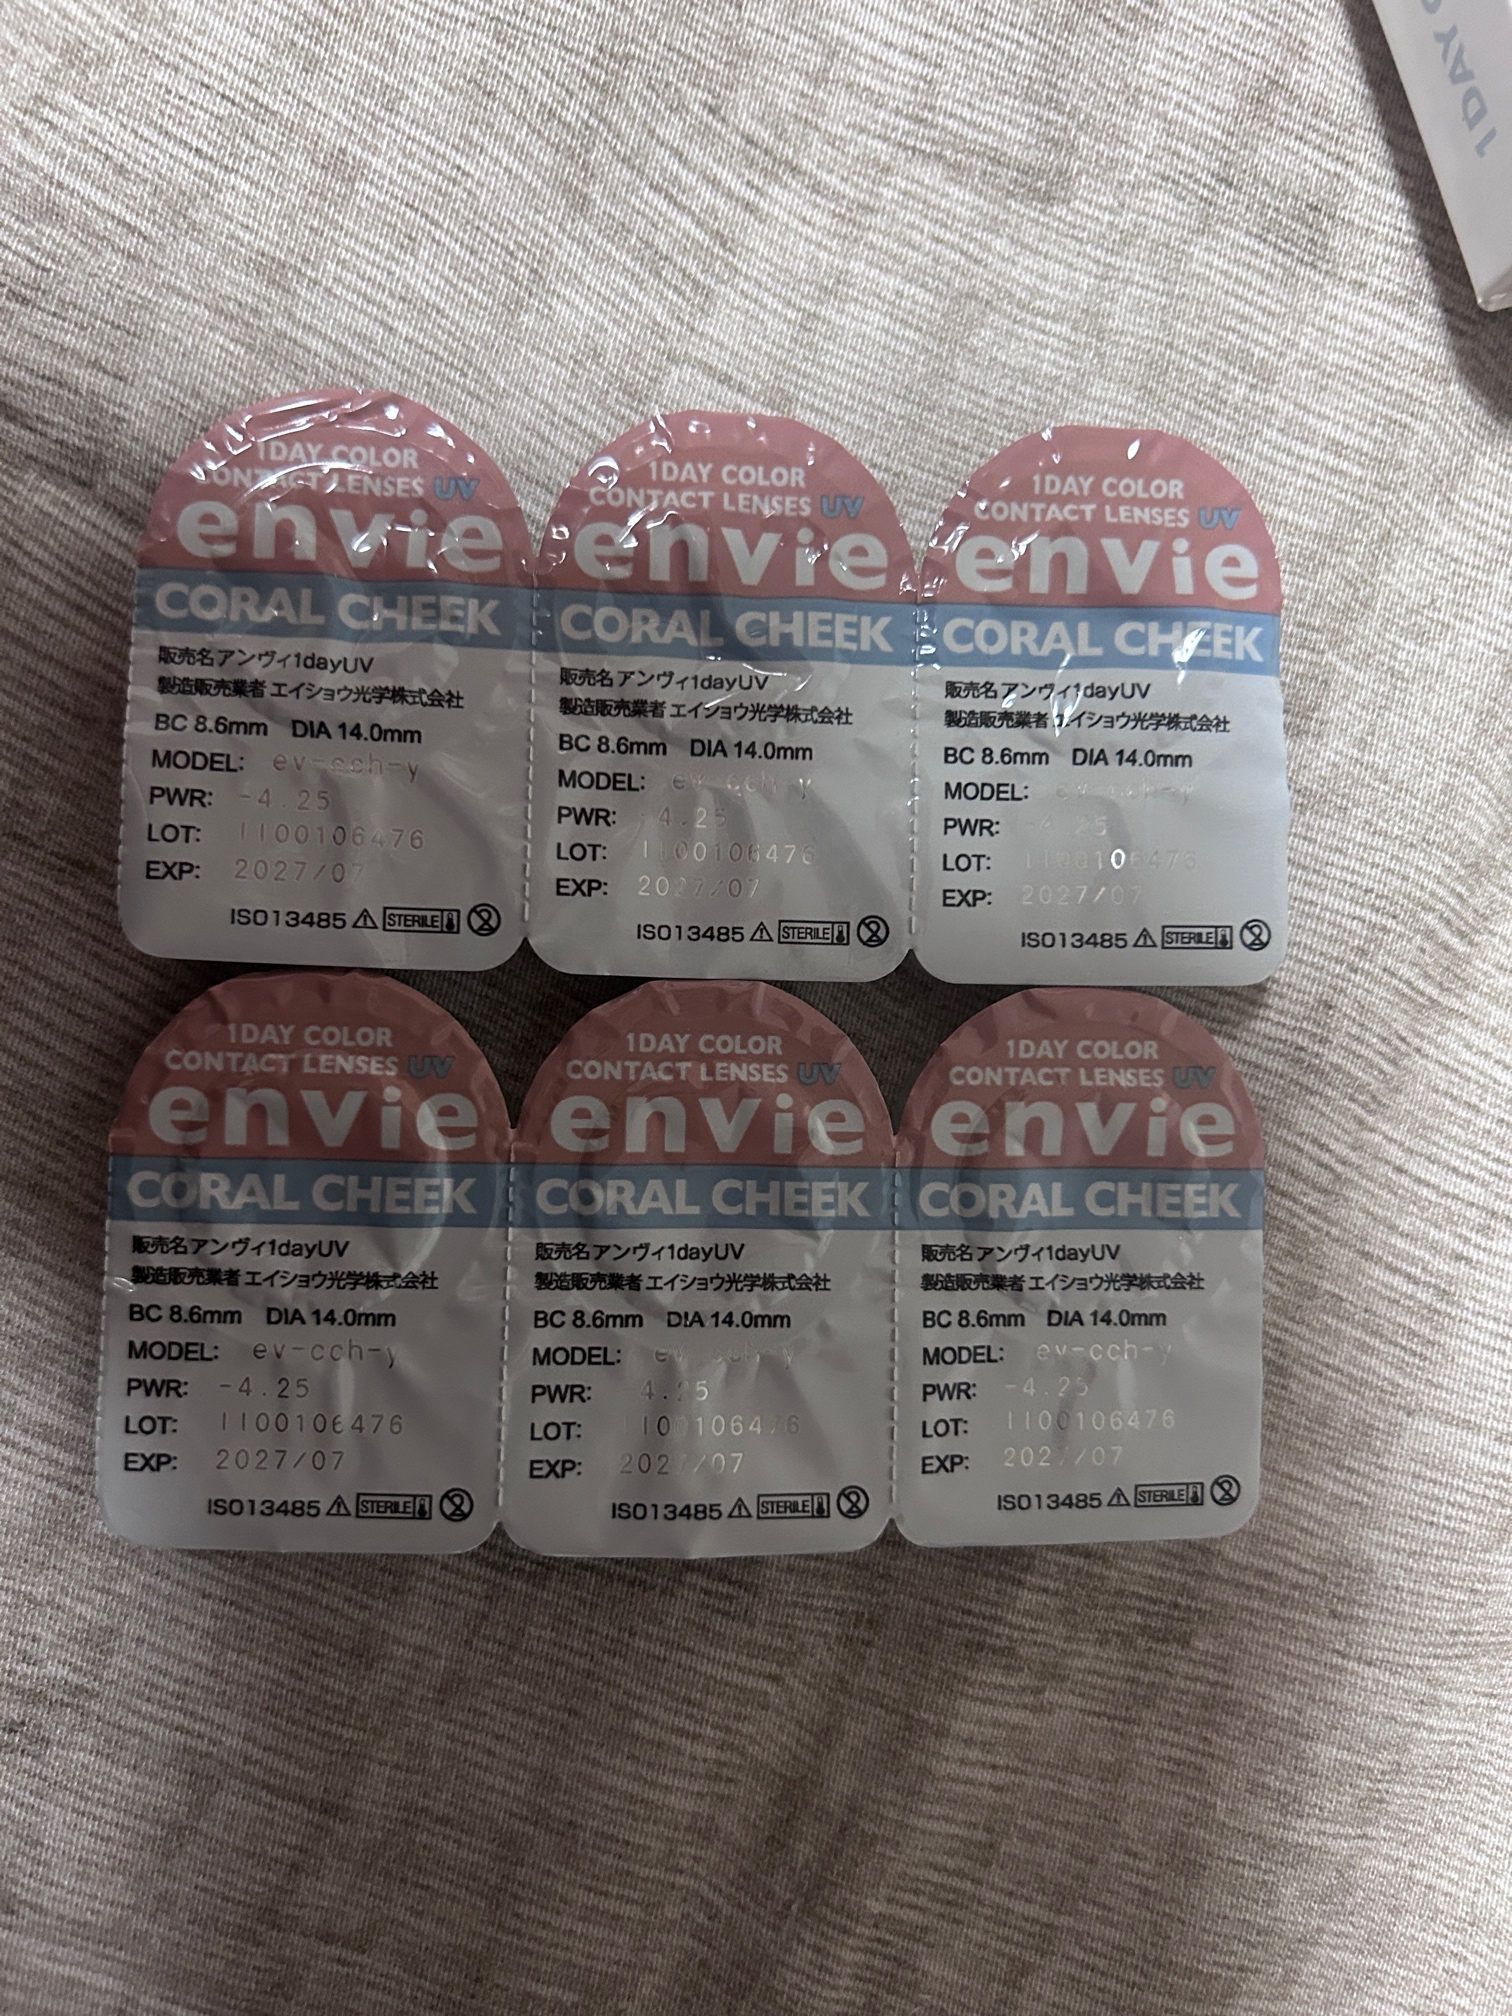 1DAY
1DAY COLOR
CONTACT LENSES UV
envie
CORAL CHEEK
販売名アンヴィ1dayUV
製造販売業者 エイショウ光学株式会社
BC 8.6mm DIA 14.0mm
MODEL: ev-cch-y
PWR: -4.25
LOT: 1100106476
EXP: 2027/07
ISO13485 STERILE
1DAY COLOR
CONTACT LENSES UV
envie
CORAL CHEEK
販売名アンヴィ1dayUV
製造販売業者 エイショウ光学株式会社
BC 8.6mm DIA 14.0mm
MODEL: ev-cch-y
PWR: -4.25
LOT: 1100106476
EXP: 2027/07
ISO13485 STERILE
1DAY COLOR
CONTACT LENSES UV
envie
CORAL CHEEK
販売名アンヴィ1dayUV
製造販売業者 エイショウ光学株式会社
BC 8.6mm DIA 14.0mm
MODEL:
PWR:
LOT:
EXP: 2027/07
ISO13485 STERILE
1DAY COLOR
CONTACT LENSES UV
envie
CORAL CHEEK
販売名アンヴィ1dayUV
製造販売業者 エイショウ光学株式会社
BC 8.6mm DIA 14.0mm
MODEL: ev-cch-y
PWR: -4.25
LOT: 1100106476
EXP: 2027/07
ISO13485 STERILE
1DAY COLOR
CONTACT LENSES UV
envie
CORAL CHEEK
販売名アンヴィ1dayUV
製造販売業者 エイショウ光学株式会社
BC 8.6mm DIA 14.0mm
MODEL:
PWR: 4.25
LOT:
EXP: 2027/07
ISO13485 STERILE
1DAY COLOR
CONTACT LENSES UV
envie
CORAL CHEEK
販売名アンヴィ1dayUV
製造販売業者 エイショウ光学株式会社
BC 8.6mm DIA 14.0mm
MODEL: ev-cch-y
PWR: -4.25
LOT: 1100106476
EXP: 2027/07
ISO13485 STERILE